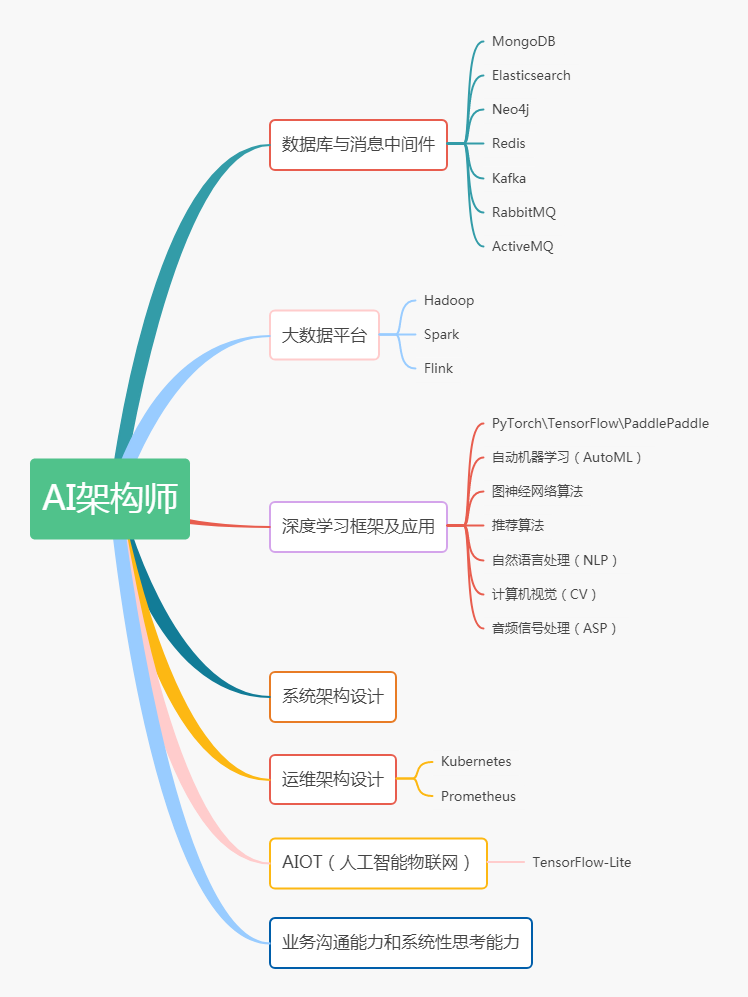 AI架构师
数据库与消息中间件
MongoDB
Elasticsearch
Neo4j
Redis
Kafka
RabbitMQ
ActiveMQ
大数据平台
Hadoop
Spark
Flink
深度学习框架及应用
PyTorch\TensorFlow\PaddlePaddle
自动机器学习（AutoML）
图神经网络算法
推荐算法
自然语言处理（NLP）
计算机视觉（CV）
音频信号处理（ASP）
系统架构设计
运维架构设计
Kubernetes
Prometheus
AIOT（人工智能物联网）
TensorFlow-Lite
业务沟通能力和系统性思考能力